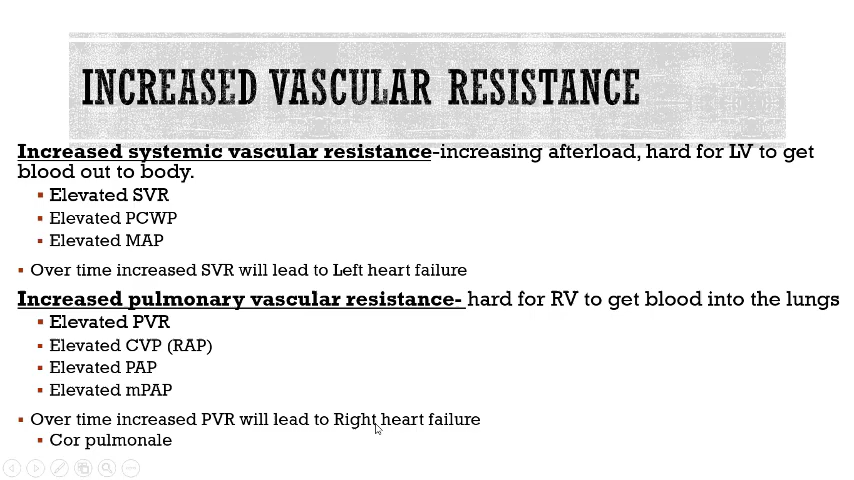 INCREASED VASCULAR RESISTANCE
Increased systemic vascular resistance-increasing afterload, hard for LV to get
blood out to body.
▪ Elevated SVR
▪ Elevated PCWP
▪ Elevated MAP
▪ Over time increased SVR will lead to Left heart failure
Increased pulmonary vascular resistance- hard for RV to get blood into the lungs
▪ Elevated PVR
▪ Elevated CVP (RAP)
▪ Elevated PAP
▪ Elevated mPAP
▪ Over time increased PVR will lead to Right heart failure
▪ Cor pulmonale